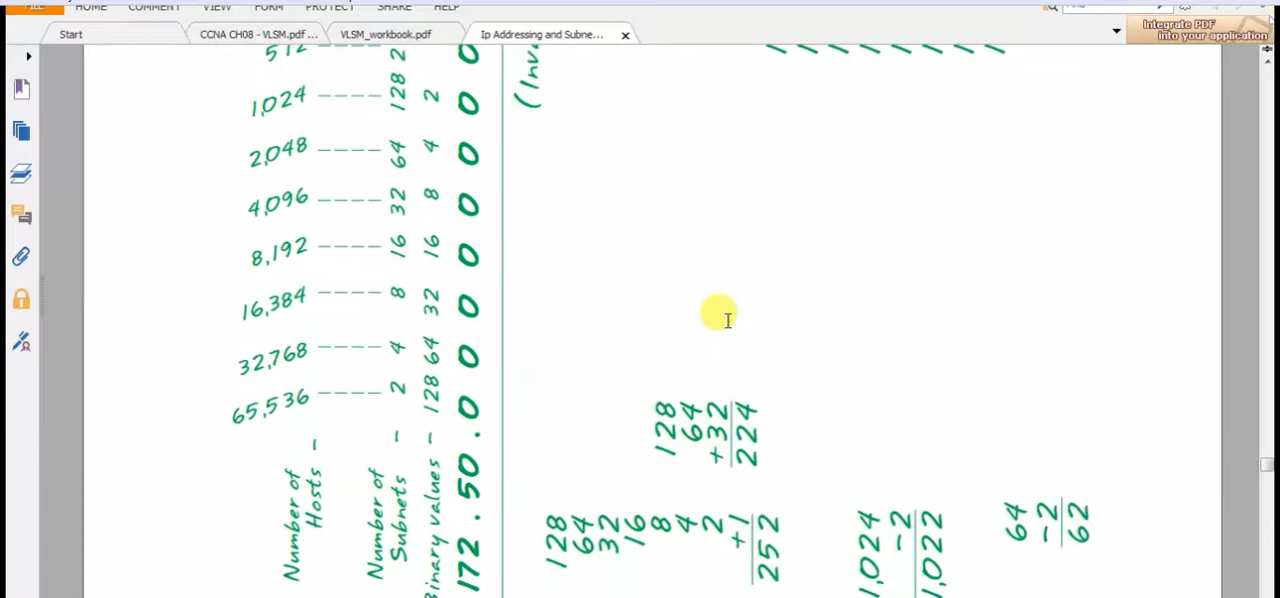 FILE HOME COMMENT VIEW FORM PROTECT SHARE HELP
Start CCNA CH08 - VLSM.pdf ... VLSM_workbook.pdf Ip Addressing and Subne...
Integrate PDF
into your application
Number of
Hosts - 65,536 32,768 16,384 8,192 4,096 2,048 1,024 512
Number of
Subnets - 2 4 8 16 32 64 128 2
Binary values - 128 64 32 16 8 4 2
172 . 50 . 0 0 0 0 0 0 0 0
(Inv
128
64
+32
224
128
64
32
16
8
4
2
+1
252
1,024
-2
1,022
64
-2
62